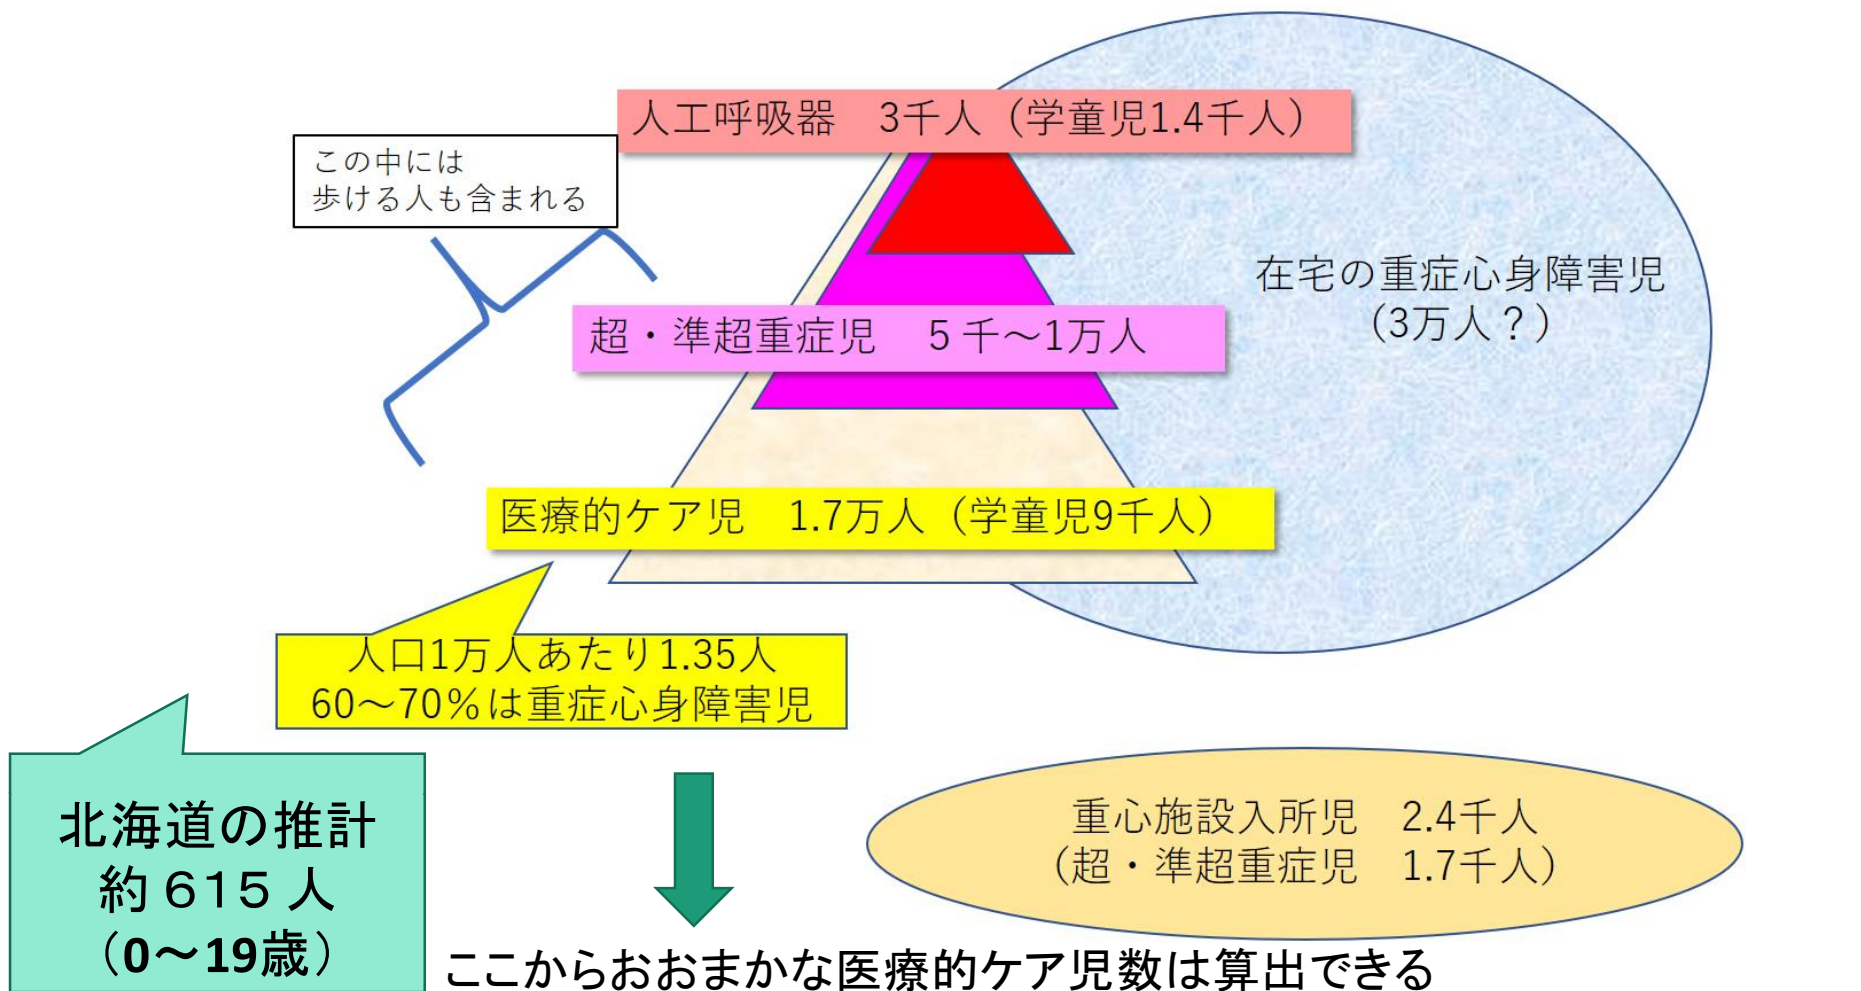 人工呼吸器　3千人（学童児1.4千人）
この中には
歩ける人も含まれる
在宅の重症心身障害児
（3万人？）
超・準超重症児　５千～1万人
医療的ケア児　1.7万人（学童児9千人）
人口1万人あたり1.35人
60～70％は重症心身障害児
北海道の推計
約６１５人
（0～19歳）
重心施設入所児　2.4千人
（超・準超重症児　1.7千人）
ここからおおまかな医療的ケア児数は算出できる